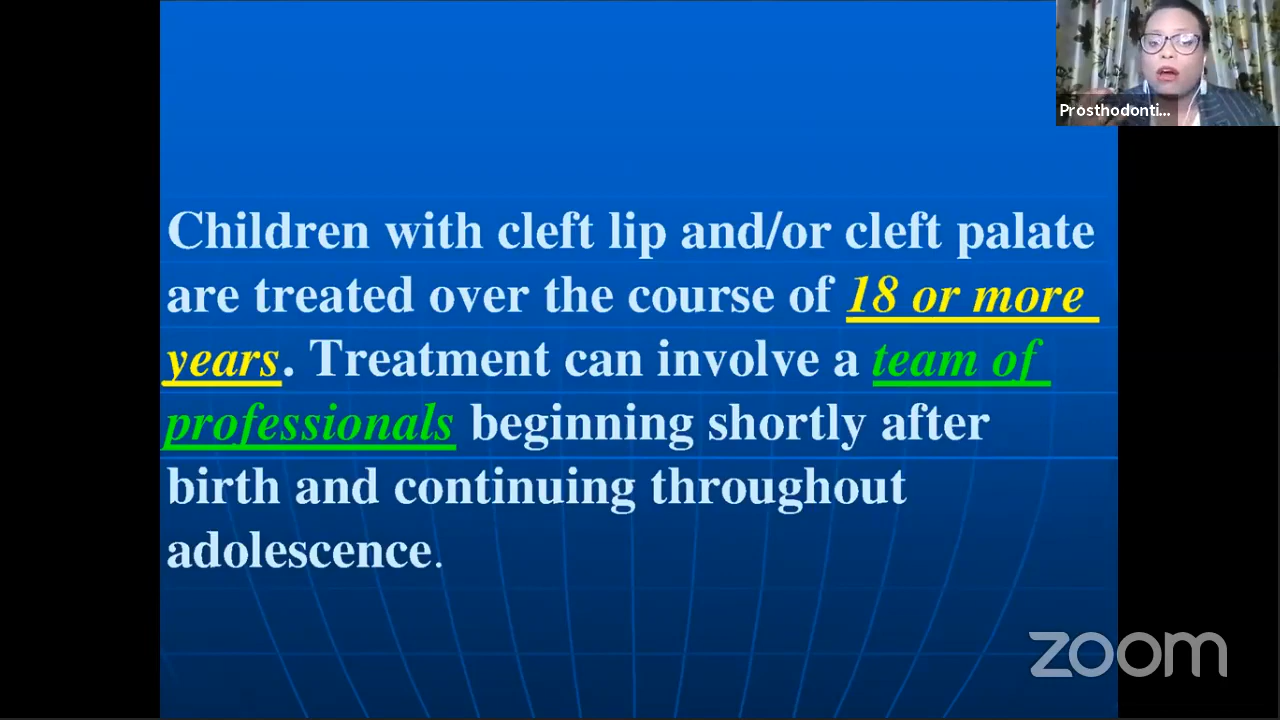 Prosthodonti...
Children with cleft lip and/or cleft palate
are treated over the course of 18 or more
years. Treatment can involve a team of
professionals beginning shortly after
birth and continuing throughout
adolescence.
zoom